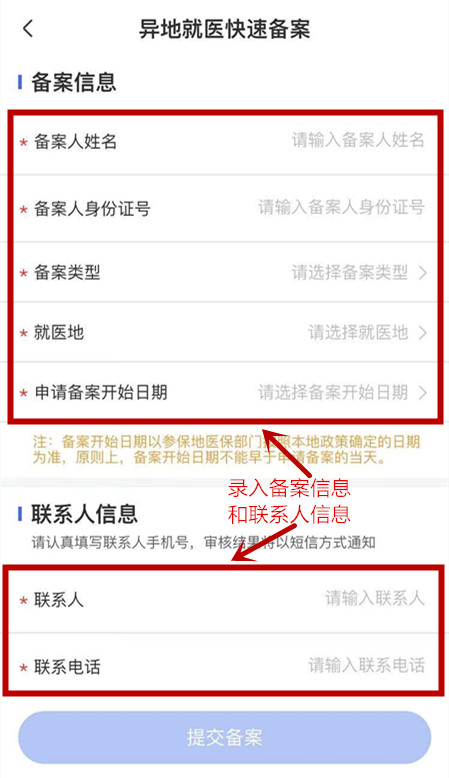 异地就医快速备案
备案信息
* 备案人姓名 请输入备案人姓名
* 备案人身份证号 请输入备案人身份证号
* 备案类型 请选择备案类型
* 就医地 请选择就医地
* 申请备案开始日期 请选择备案开始日期
注：备案开始日期以参保地医保部门照本地政策确定的日期
为准，原则上，备案开始日期不能早于申请备案的当天。
录入备案信息
和联系人信息
联系人信息
请认真填写联系人手机号，审核结果将以短信方式通知
* 联系人 请输入联系人
* 联系电话 请输入联系电话
提交备案